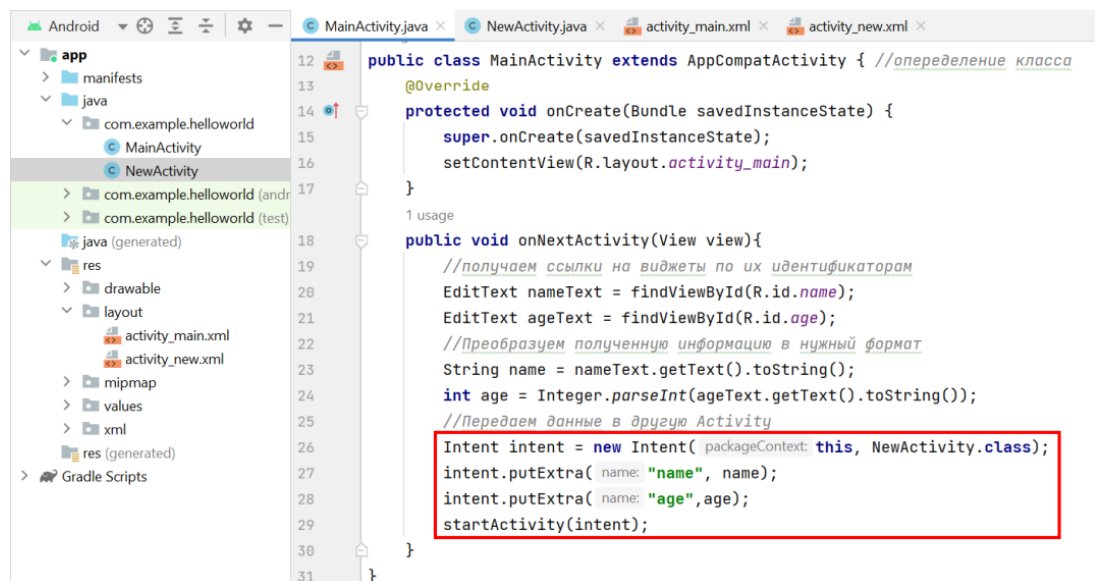 Android
MainActivity.java
NewActivity.java
activity_main.xml
activity_new.xml
app
manifests
java
com.example.helloworld
MainActivity
NewActivity
com.example.helloworld (andr
com.example.helloworld (test)
java (generated)
res
drawable
layout
activity_main.xml
activity_new.xml
mipmap
values
xml
res (generated)
Gradle Scripts
12 public class MainActivity extends AppCompatActivity { //опеределение класса
13 @Override
14 protected void onCreate(Bundle savedInstanceState) {
15 super.onCreate(savedInstanceState);
16 setContentView(R.layout.activity_main);
17 }
1 usage
18 public void onNextActivity(View view){
19 //получаем ссылки на виджеты по их идентификаторам
20 EditText nameText = findViewById(R.id.name);
21 EditText ageText = findViewById(R.id.age);
22 //Преобразуем полученную информацию в нужный формат
23 String name = nameText.getText().toString();
24 int age = Integer.parseInt(ageText.getText().toString());
25 //Передаем данные в другую Activity
26 Intent intent = new Intent( packageContext: this, NewActivity.class);
27 intent.putExtra( name: "name", name);
28 intent.putExtra( name: "age",age);
29 startActivity(intent);
30 }
31 }